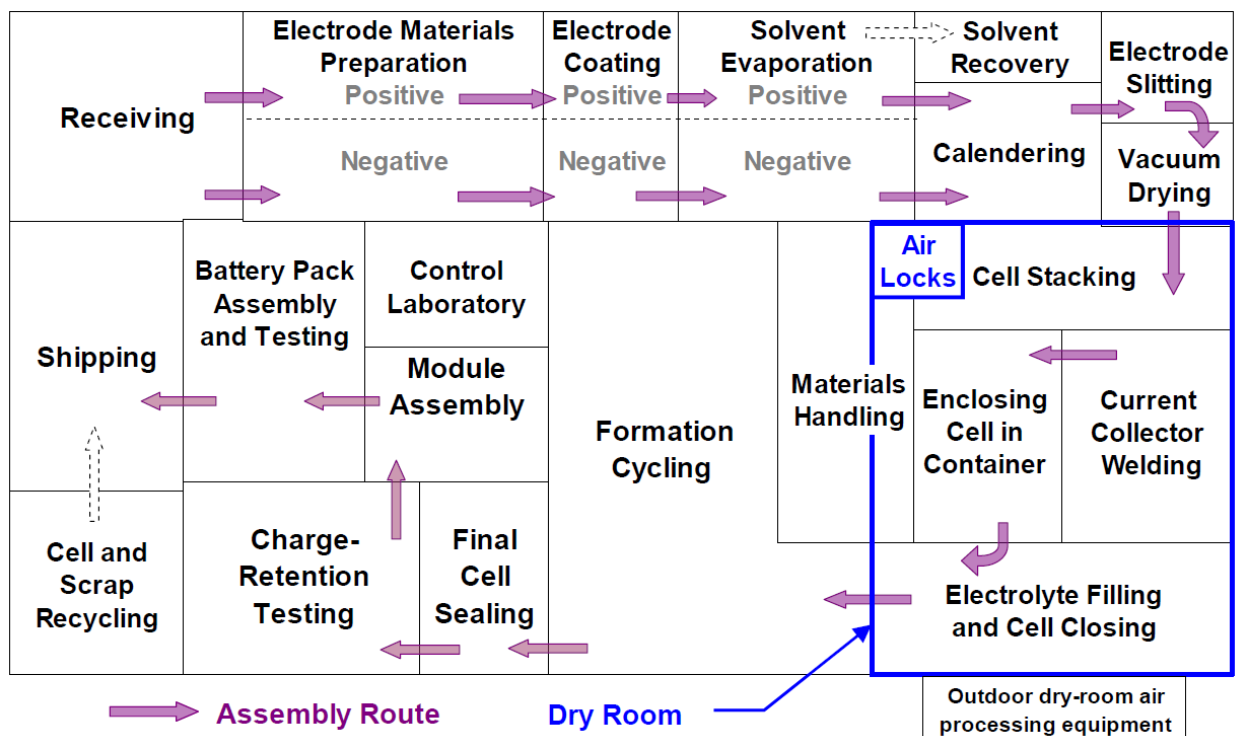 Receiving
Electrode Materials
Preparation
Positive
Negative
Electrode
Coating
Positive
Negative
Solvent
Evaporation
Positive
Negative
Solvent
Recovery
Calendering
Electrode
Slitting
Vacuum
Drying
Shipping
Battery Pack
Assembly
and Testing
Control
Laboratory
Module
Assembly
Formation
Cycling
Materials
Handling
Air
Locks
Cell Stacking
Enclosing
Cell in
Container
Current
Collector
Welding
Cell and
Scrap
Recycling
Charge-
Retention
Testing
Final
Cell
Sealing
Electrolyte Filling
and Cell Closing
Assembly Route
Dry Room
Outdoor dry-room air
processing equipment